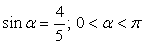 sin α = 4/5; 0 < α < π